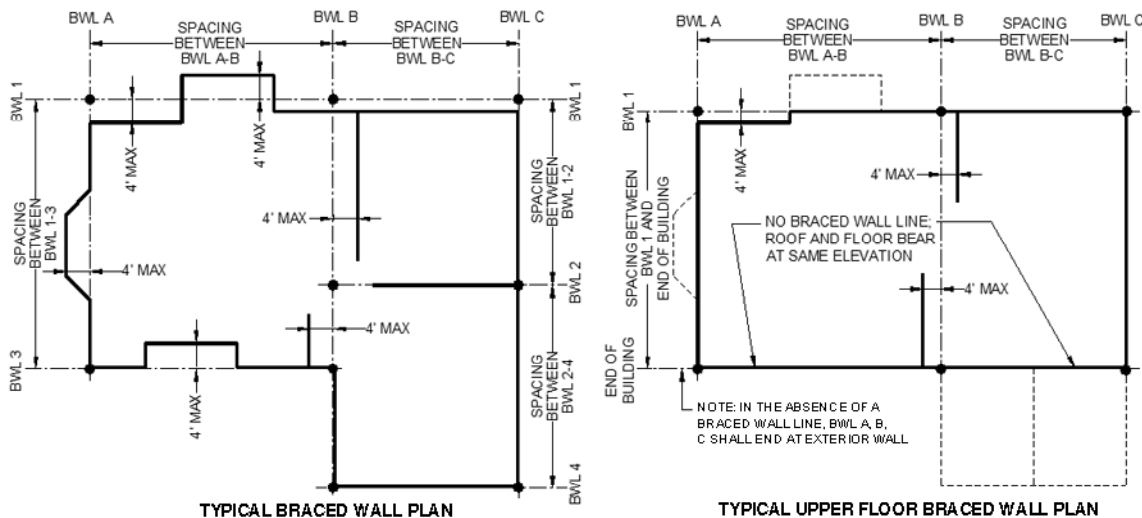 BWL A
BWL B
BWL C
SPACING
BETWEEN
BWL A-B
SPACING
BETWEEN
BWL B-C
BWL 1
BWL 1
4' MAX
4' MAX
SPACING
BETWEEN
BWL 1-3
4' MAX
SPACING
BETWEEN
BWL 1-2
4' MAX
BWL 2
4' MAX
BWL 3
4' MAX
SPACING
BETWEEN
BWL 2-4
BWL 4
TYPICAL BRACED WALL PLAN
BWL A
BWL B
BWL C
SPACING
BETWEEN
BWL A-B
SPACING
BETWEEN
BWL B-C
BWL 1
4' MAX
4' MAX
SPACING BETWEEN
BWL 1 AND
END OF BUILDING
NO BRACED WALL LINE;
ROOF AND FLOOR BEAR
AT SAME ELEVATION
4' MAX
END OF
BUILDING
NOTE: IN THE ABSENCE OF A
BRACED WALL LINE, BWL A, B,
C SHALL END AT EXTERIOR WALL
TYPICAL UPPER FLOOR BRACED WALL PLAN